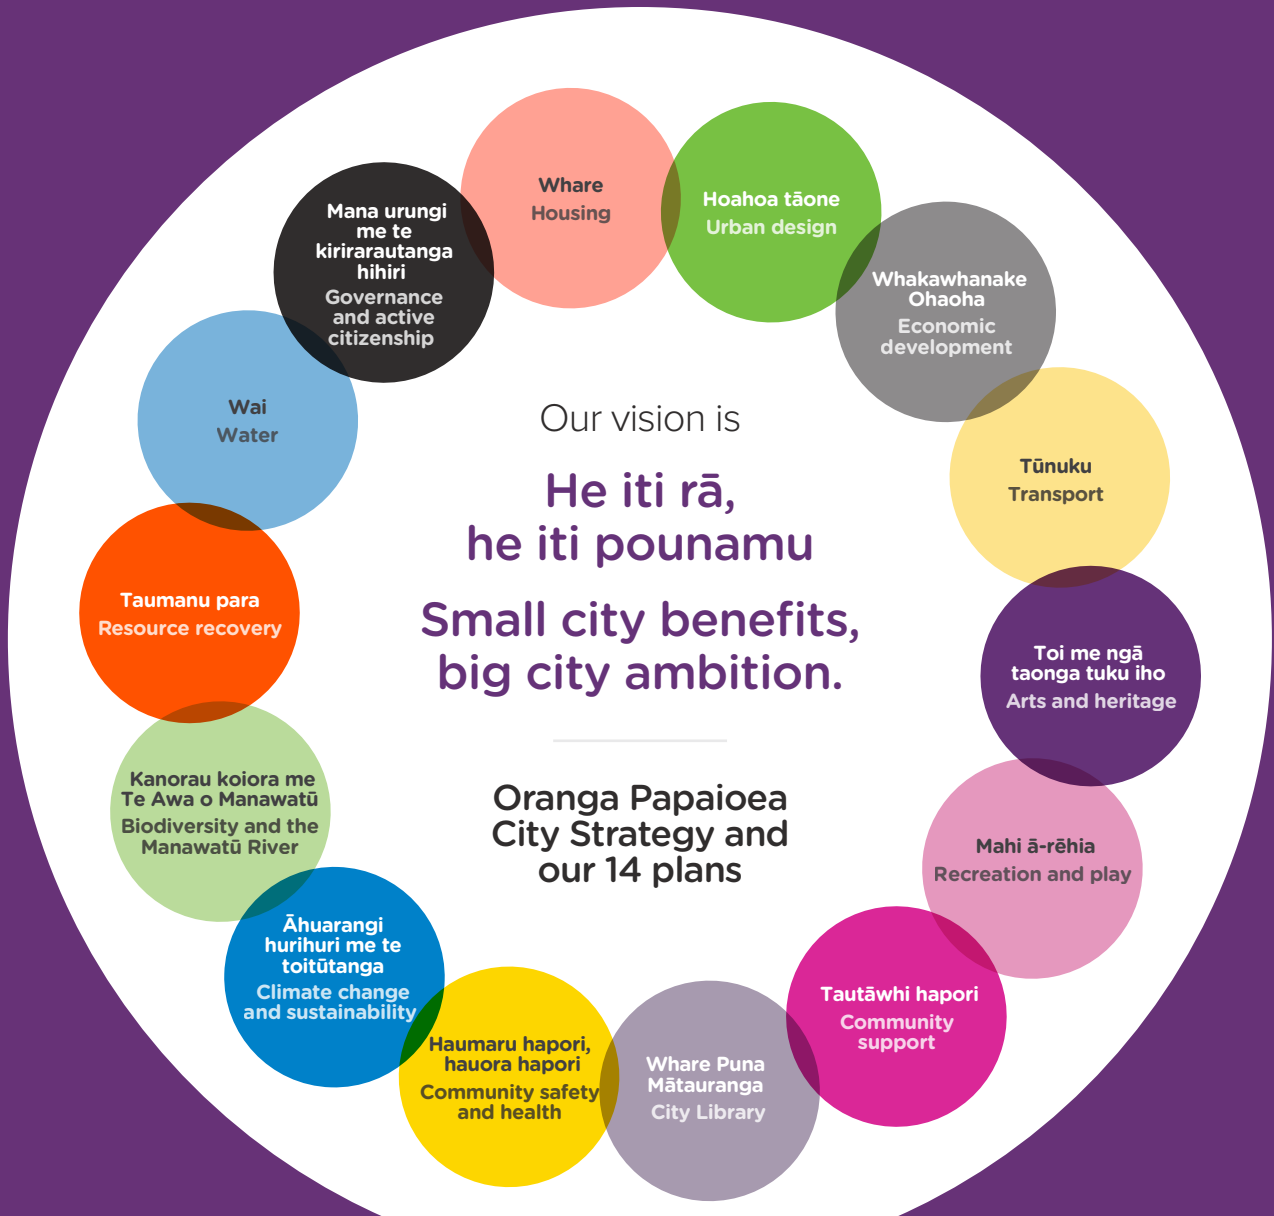 Whare
Housing
Hoahoa tāone
Urban design
Whakawhanake
Ohaoha
Economic
development
Tūnuku
Transport
Toi me ngā
taonga tuku iho
Arts and heritage
Mahi ā-rēhia
Recreation and play
Tautāwhi hapori
Community
support
Whare Puna
Mātauranga
City Library
Haumaru hapori,
hauora hapori
Community safety
and health
Āhuarangi
hurihuri me te
toitūtanga
Climate change
and sustainability
Kanorau koiora me
Te Awa o Manawatū
Biodiversity and the
Manawatū River
Taumanu para
Resource recovery
Wai
Water
Mana urungi
me te
kirirarautanga
hihiri
Governance
and active
citizenship
Our vision is
He iti rā,
he iti pounamu
Small city benefits,
big city ambition.
Oranga Papaioea
City Strategy and
our 14 plans